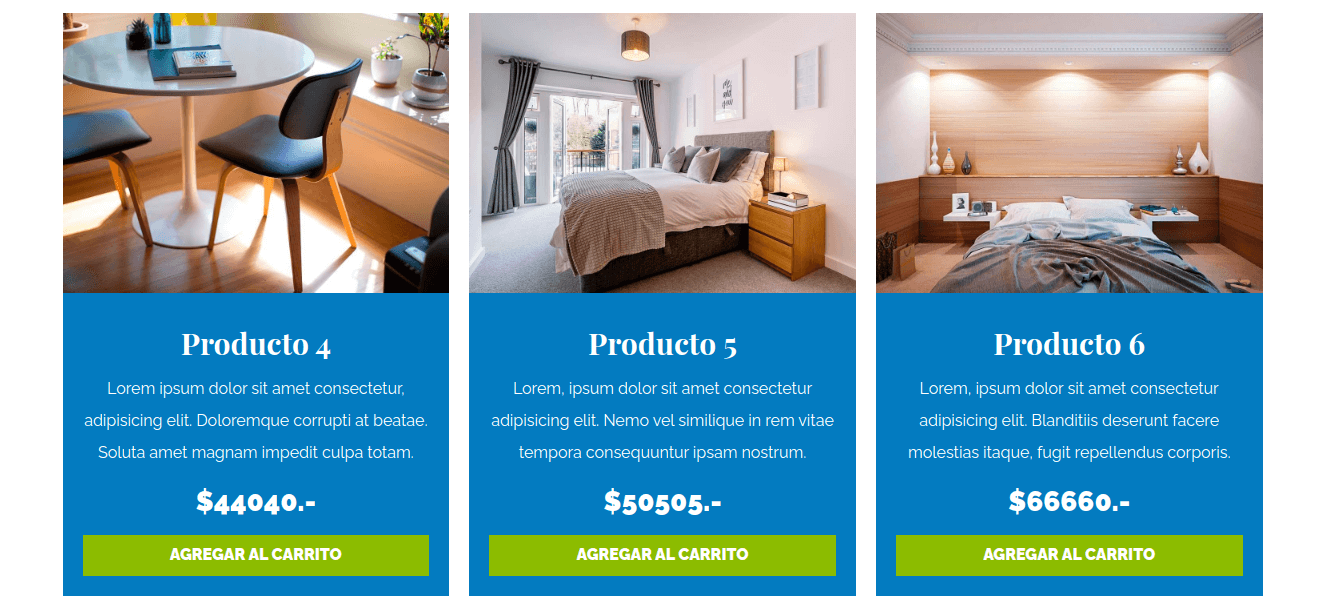 Producto 4
Lorem ipsum dolor sit amet consectetur,
adipisicing elit. Doloremque corrupti at beatae.
Soluta amet magnam impedit culpa totam.
$44040.-
AGREGAR AL CARRITO
Producto 5
Lorem, ipsum dolor sit amet consectetur
adipisicing elit. Nemo vel similique in rem vitae
tempora consequuntur ipsam nostrum.
$50505.-
AGREGAR AL CARRITO
Producto 6
Lorem, ipsum dolor sit amet consectetur
adipisicing elit. Blanditiis deserunt facere
molestias itaque, fugit repellendus corporis.
$66660.-
AGREGAR AL CARRITO